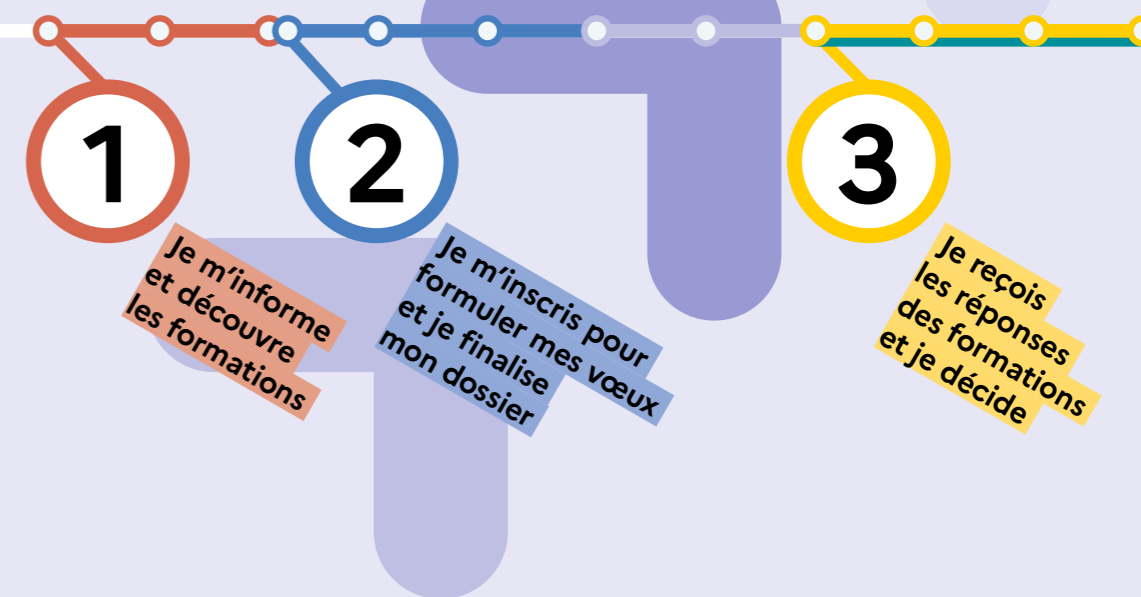 1
Je m'informe
et découvre
les formations
2
Je m'inscris pour
formuler mes vœux
et je finalise
mon dossier
3
Je reçois
les réponses
des formations
et je décide